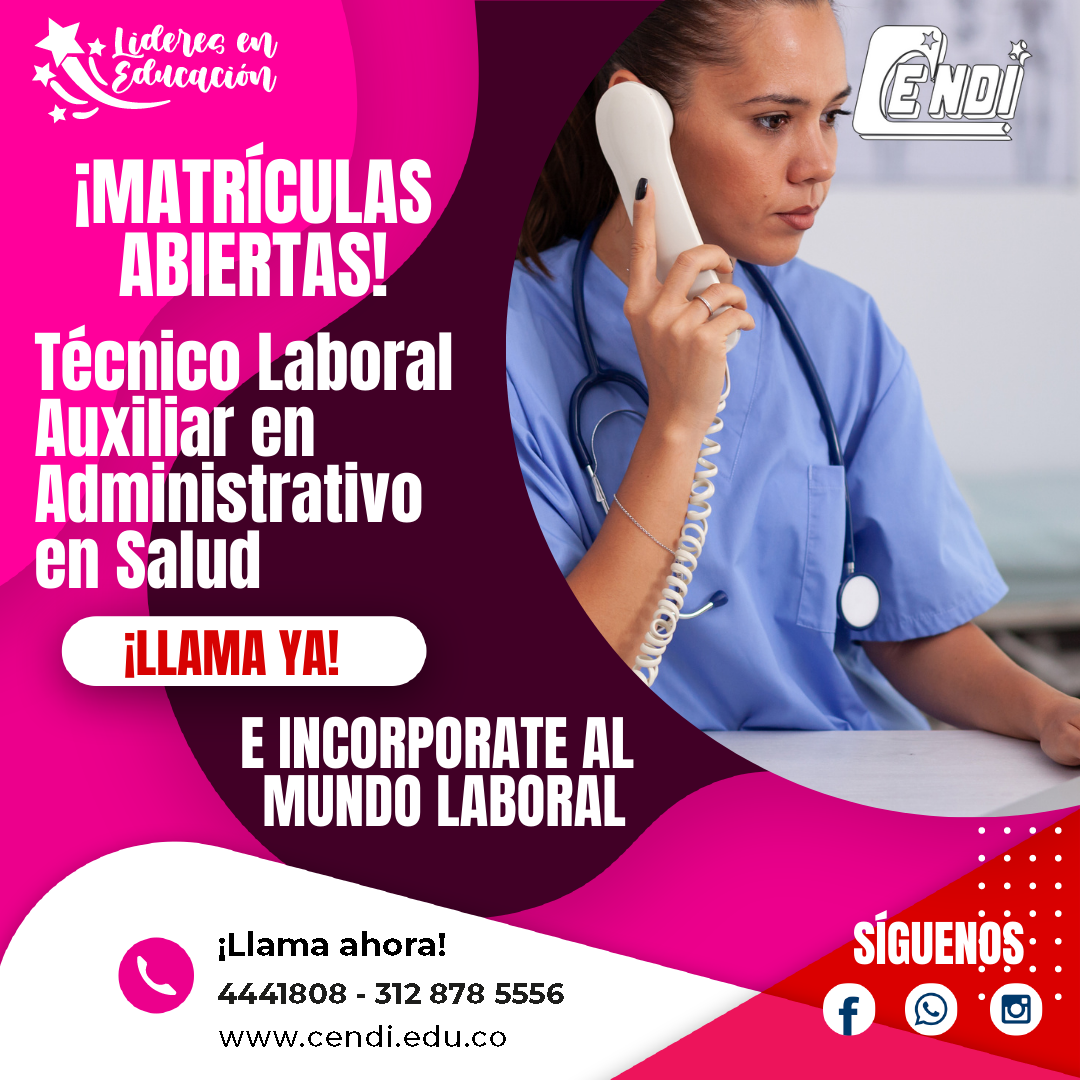 Lideres en
Educación
CENDI
¡MATRÍCULAS
ABIERTAS!
Técnico Laboral
Auxiliar en
Administrativo
en Salud
¡LLAMA YA!
E INCORPORATE AL
MUNDO LABORAL
¡Llama ahora!
4441808 - 312 878 5556
www.cendi.edu.co
SÍGUENOS